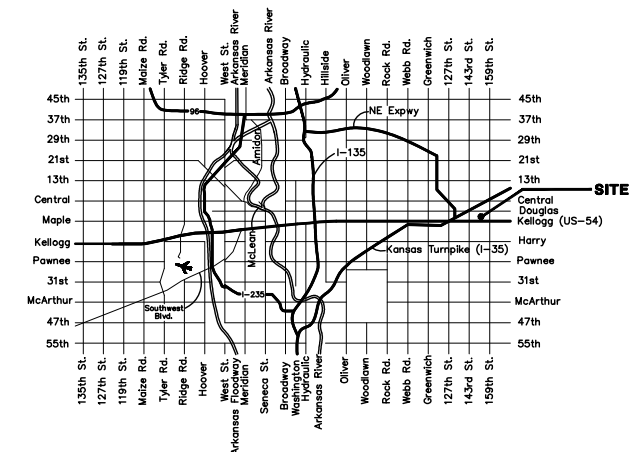 135th St.
127th St.
119th St.
Maize Rd.
Tyler Rd.
Ridge Rd.
Hoover
West St.
Arkansas River
Meridian
Arkansas River
Broadway
Hydraulic
Hillside
Oliver
Woodlawn
Rock Rd.
Webb Rd.
Greenwich
127th St.
143rd St.
159th St.
45th
37th
29th
21st
13th
Central
Maple
Kellogg
Pawnee
31st
McArthur
47th
55th
96
NE Expwy
Amidon
I-135
McLean
Kansas Turnpike (I-35)
I-235
Southwest
Blvd.
45th
37th
29th
21st
13th
SITE
Central
Douglas
Kellogg (US-54)
Harry
Pawnee
31st
McArthur
47th
55th
135th St.
127th St.
119th St.
Maize Rd.
Tyler Rd.
Ridge Rd.
Hoover
West St.
Arkansas Floodway
Meridian
Seneca St.
Broadway
Washington
Hydraulic
Arkansas River
Oliver
Woodlawn
Rock Rd.
Webb Rd.
Greenwich
127th St.
143rd St.
159th St.